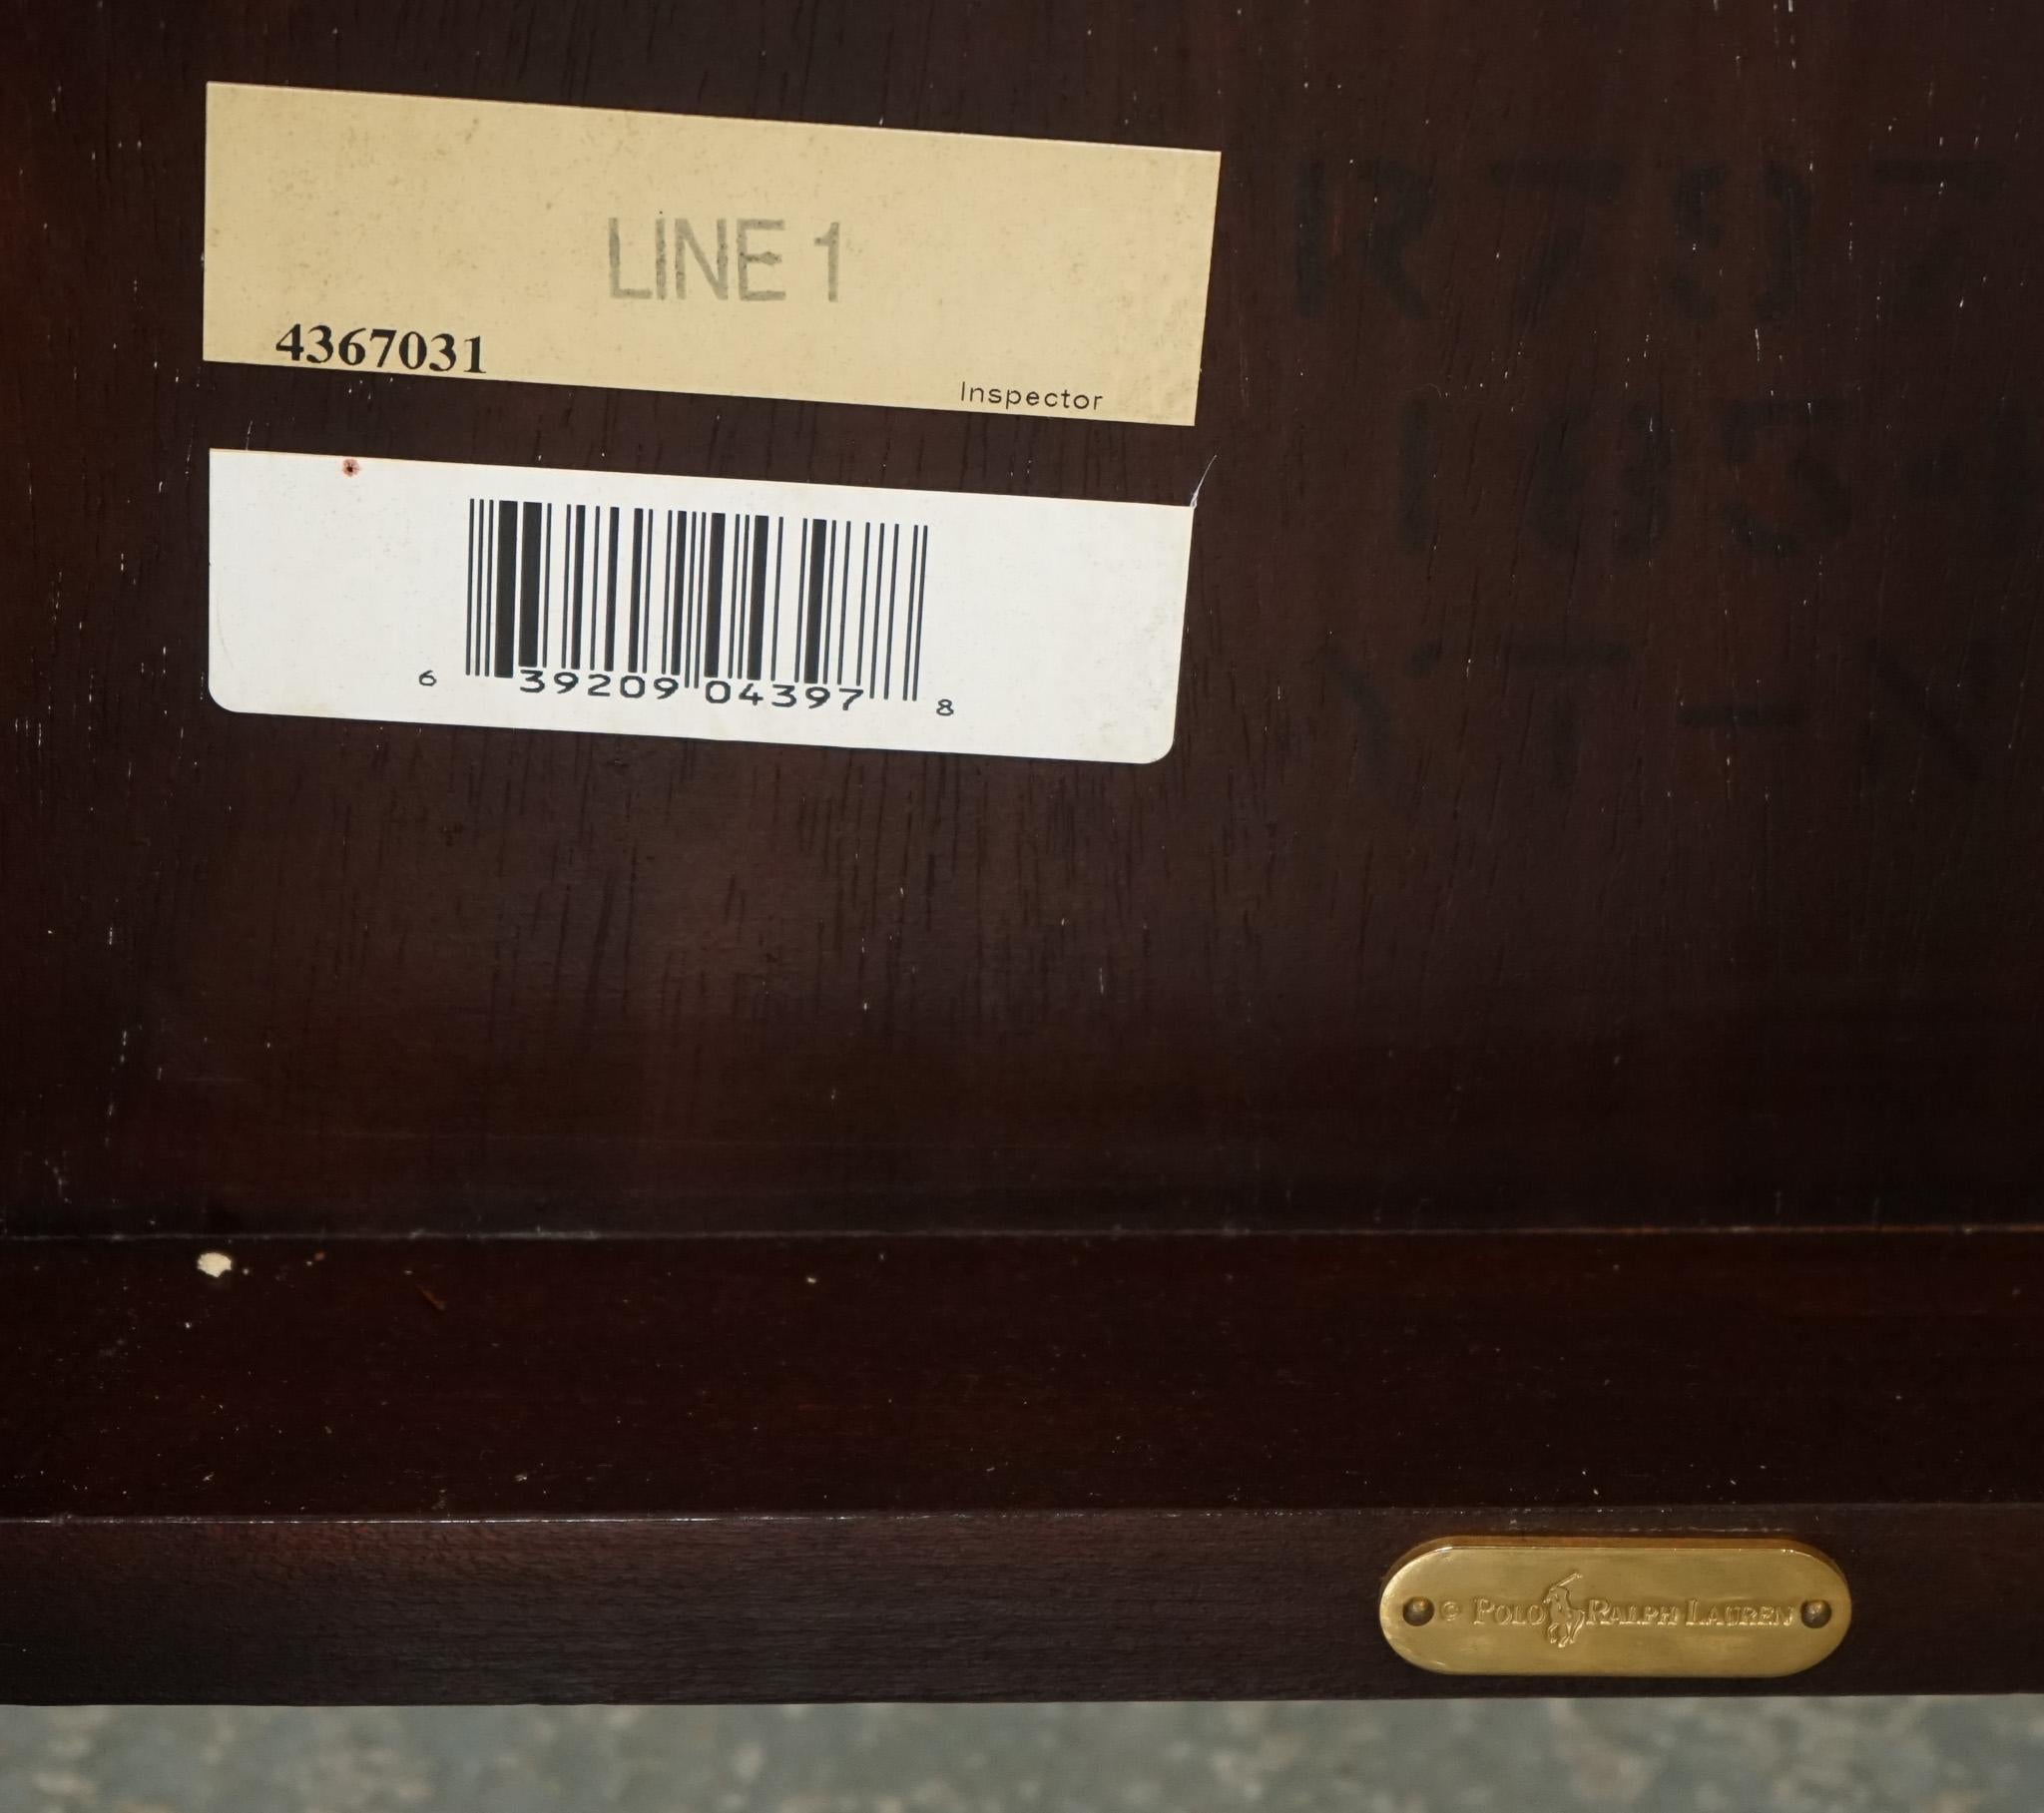 LINE 1
4367031
Inspector
6 39209 04397 8
© POLO RALPH LAUREN